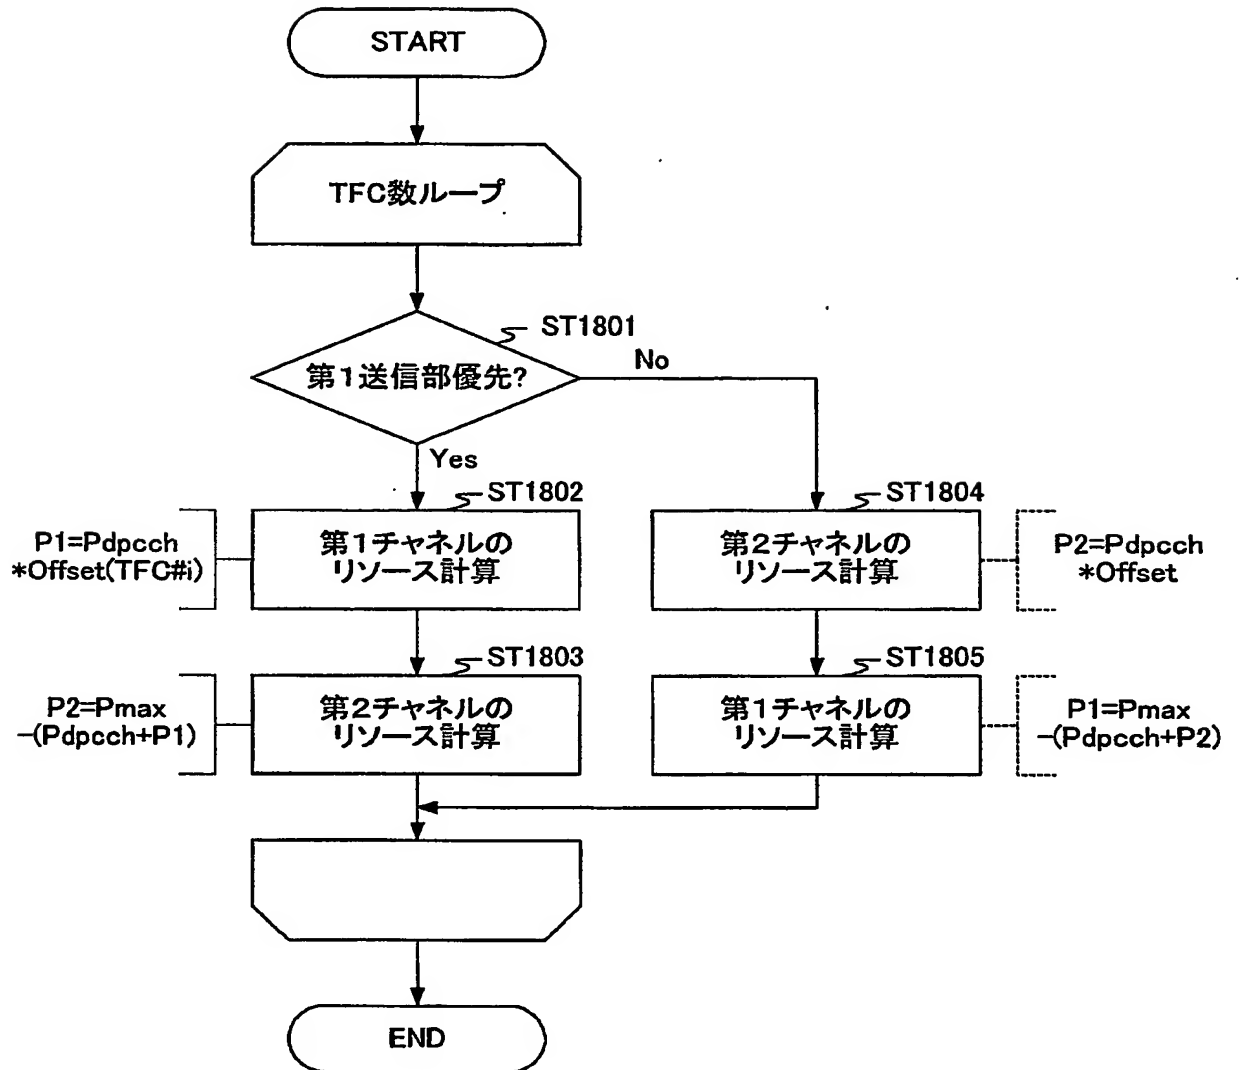 START
TFC数ループ
ST1801
第1送信部優先?
No
Yes
ST1802
P1=Pdpcch
*Offset(TFC#i)
第1チャネルの
リソース計算
ST1804
第2チャネルの
リソース計算
P2=Pdpcch
*Offset
ST1803
P2=Pmax
-(Pdpcch+P1)
第2チャネルの
リソース計算
ST1805
第1チャネルの
リソース計算
P1=Pmax
-(Pdpcch+P2)
END